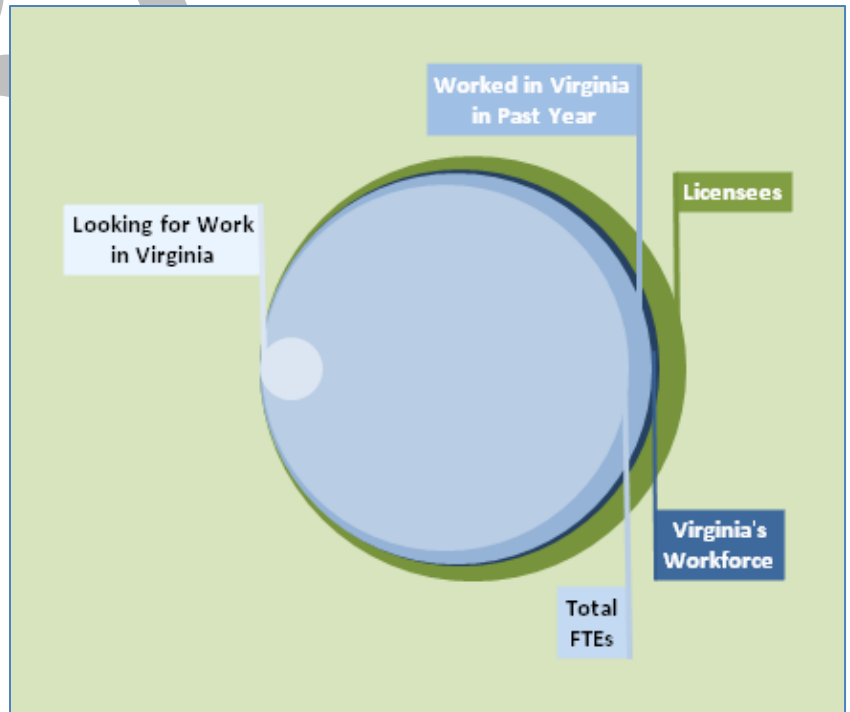 Worked in Virginia
in Past Year
Licensees
Looking for Work
in Virginia
Virginia's
Workforce
Total
FTEs